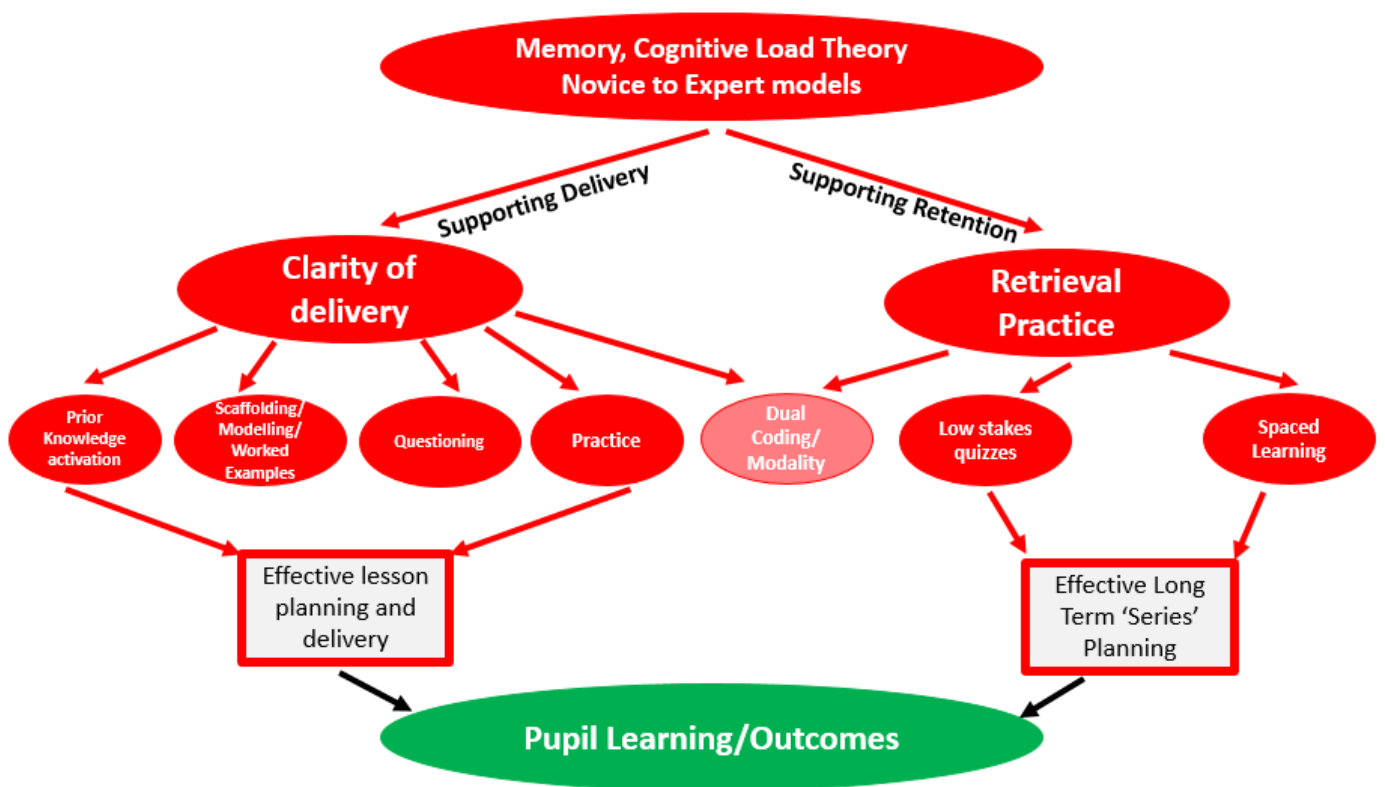 Memory, Cognitive Load Theory
Novice to Expert models
Supporting Delivery
Supporting Retention
Clarity of
delivery
Retrieval
Practice
Prior
Knowledge
activation
Scaffolding/
Modelling/
Worked
Examples
Questioning
Practice
Dual
Coding/
Modality
Low stakes
quizzes
Spaced
Learning
Effective lesson
planning and
delivery
Effective Long
Term ‘Series’
Planning
Pupil Learning/Outcomes